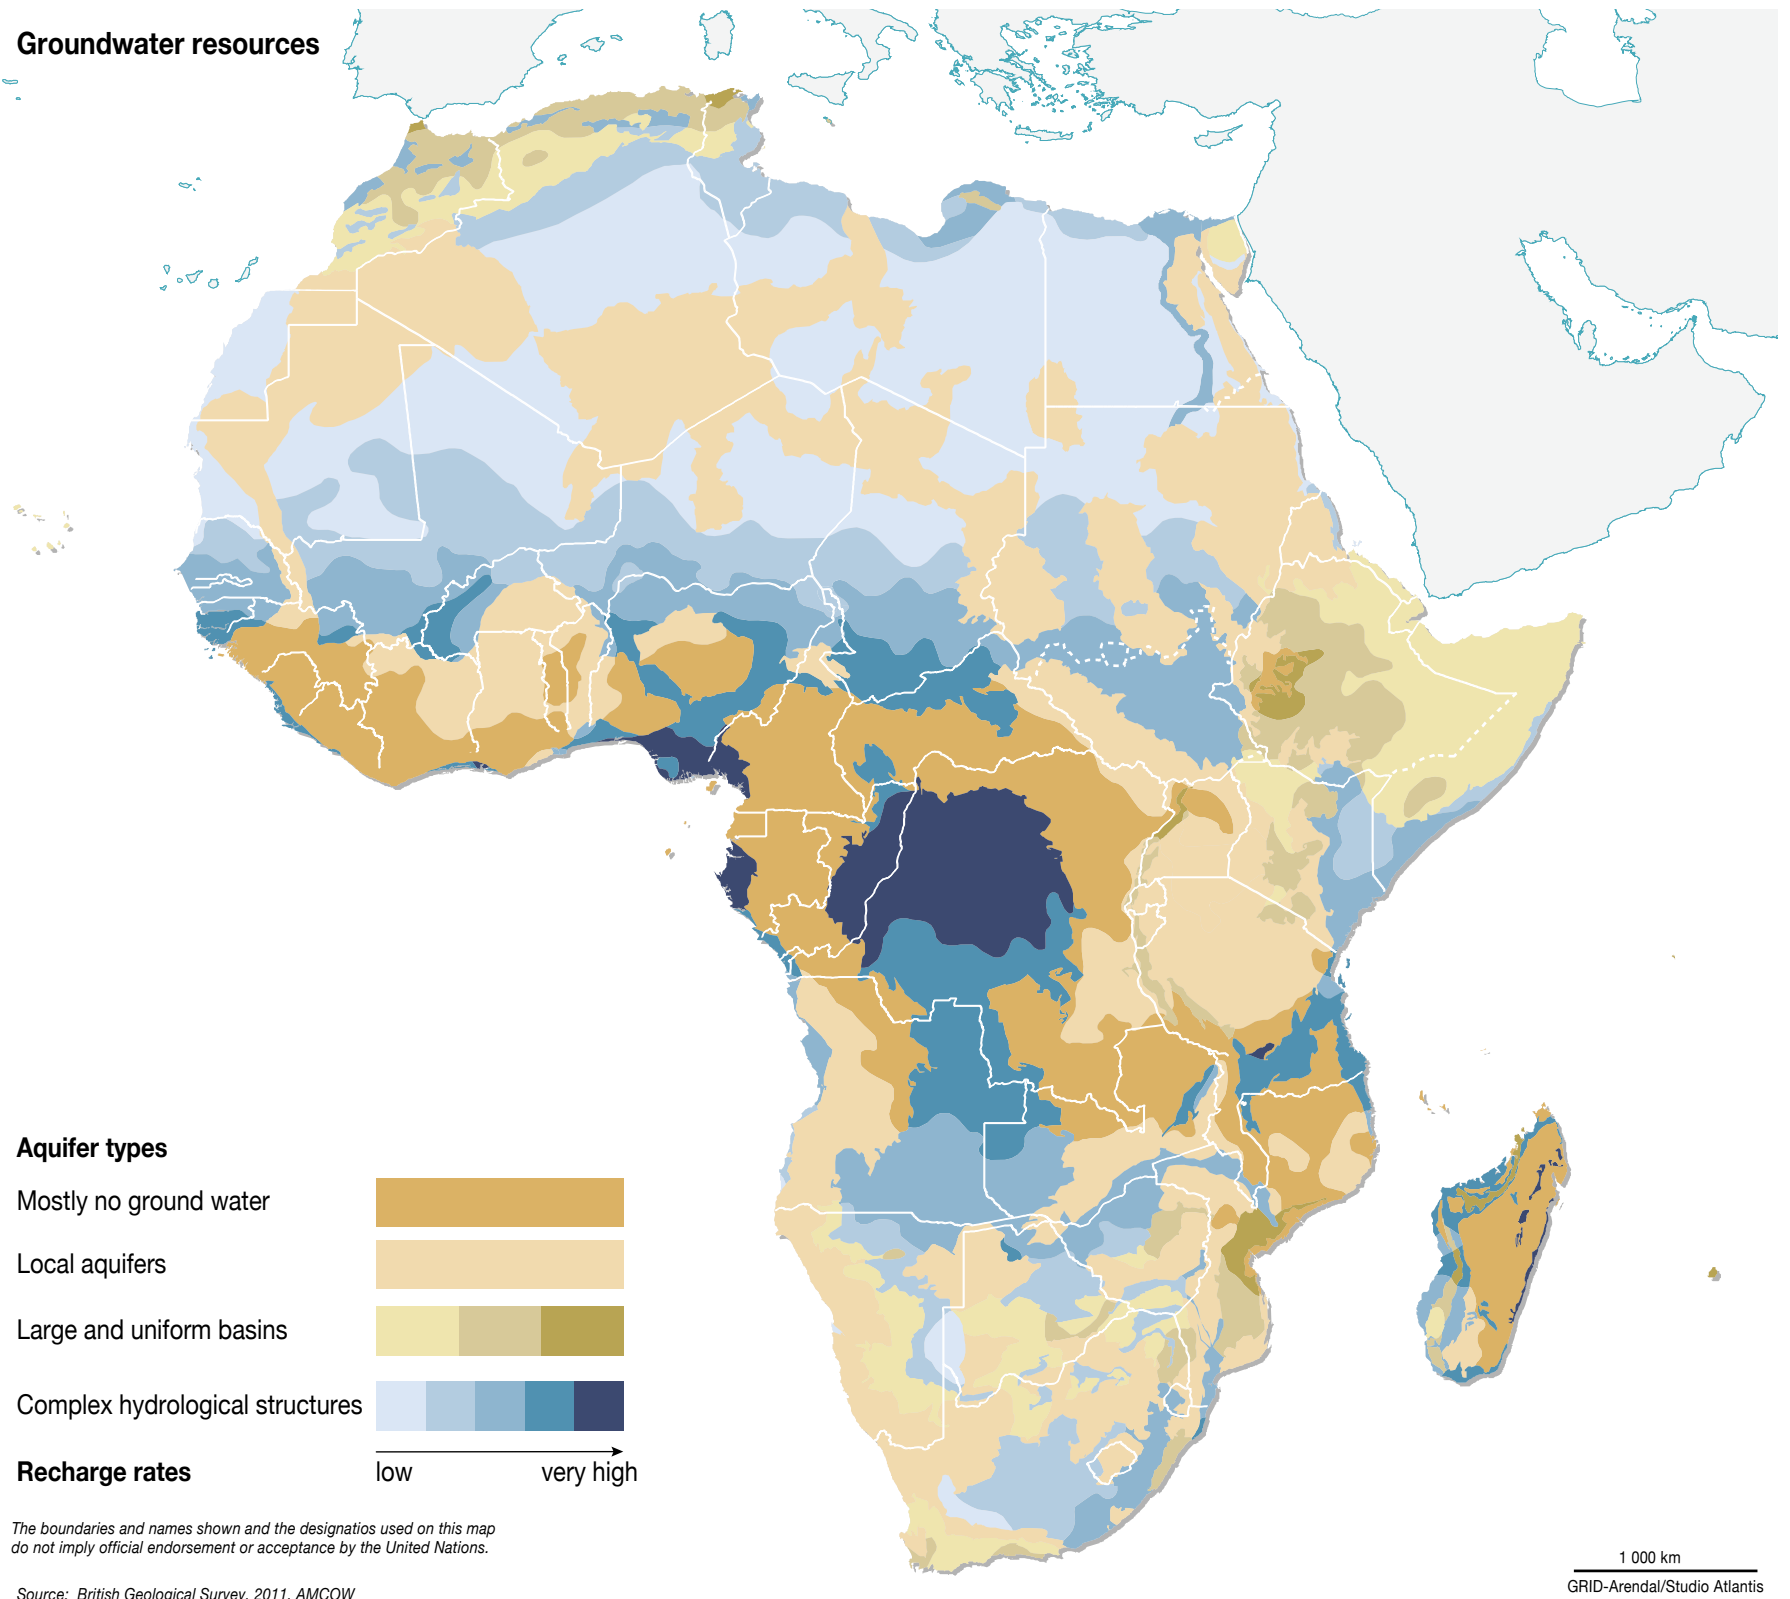 Groundwater resources
Aquifer types
Mostly no ground water
Local aquifers
Large and uniform basins
Complex hydrological structures
Recharge rates
low
very high
The boundaries and names shown and the designatios used on this map
do not imply official endorsement or acceptance by the United Nations.
Source: British Geological Survey, 2011, AMCOW
1 000 km
GRID-Arendal/Studio Atlantis